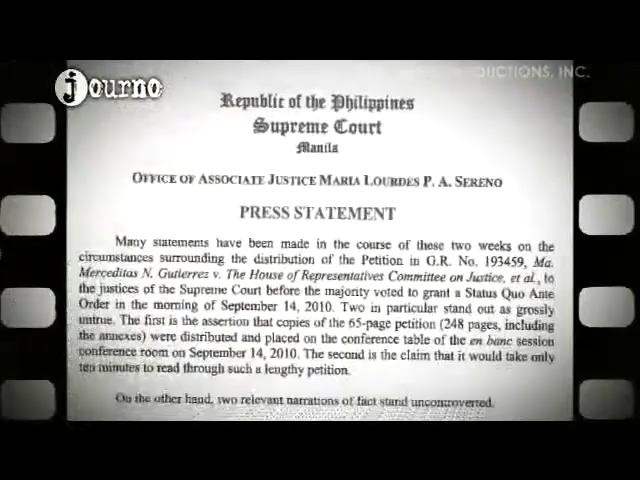 journo
DUCTIONS, INC.
Republic of the Philippines
Supreme Court
Manila
OFFICE OF ASSOCIATE JUSTICE MARIA LOURDES P. A. SERENO
PRESS STATEMENT
Many statements have been made in the course of these two weeks on the
circumstances surrounding the distribution of the Petition in G.R. No. 193459, Ma.
Merceditas N. Gutierrez v. The House of Representatives Committee on Justice, et al., to
the justices of the Supreme Court before the majority voted to grant a Status Quo Ante
Order in the morning of September 14, 2010. Two in particular stand out as grossly
untrue. The first is the assertion that copies of the 65-page petition (248 pages, including
the annexes) were distributed and placed on the conference table of the en banc session
conference room on September 14, 2010. The second is the claim that it would take only
ten minutes to read through such a lengthy petition.
On the other hand, two relevant narrations of fact stand uncontroverted.